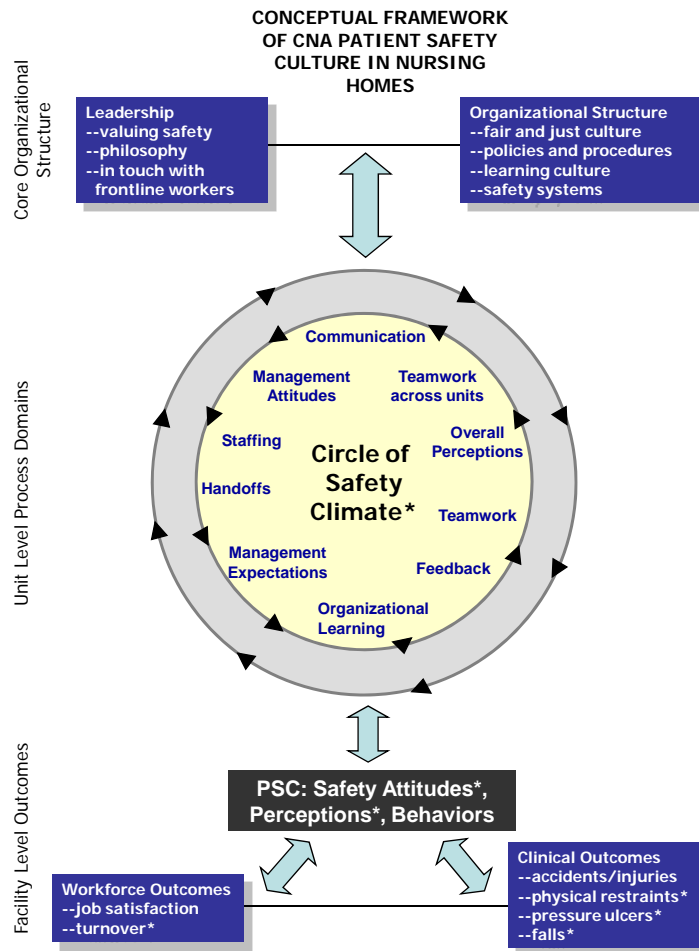 CONCEPTUAL FRAMEWORK
OF CNA PATIENT SAFETY
CULTURE IN NURSING
HOMES
Core Organizational
Structure
Leadership
--valuing safety
--philosophy
--in touch with
frontline workers
Organizational Structure
--fair and just culture
--policies and procedures
--learning culture
--safety systems
Unit Level Process Domains
Communication
Management
Attitudes
Teamwork
across units
Staffing
Overall
Perceptions
Circle of
Safety
Climate*
Handoffs
Teamwork
Management
Expectations
Feedback
Organizational
Learning
Facility Level Outcomes
PSC: Safety Attitudes*,
Perceptions*, Behaviors
Workforce Outcomes
--job satisfaction
--turnover*
Clinical Outcomes
--accidents/injuries
--physical restraints*
--pressure ulcers*
--falls*